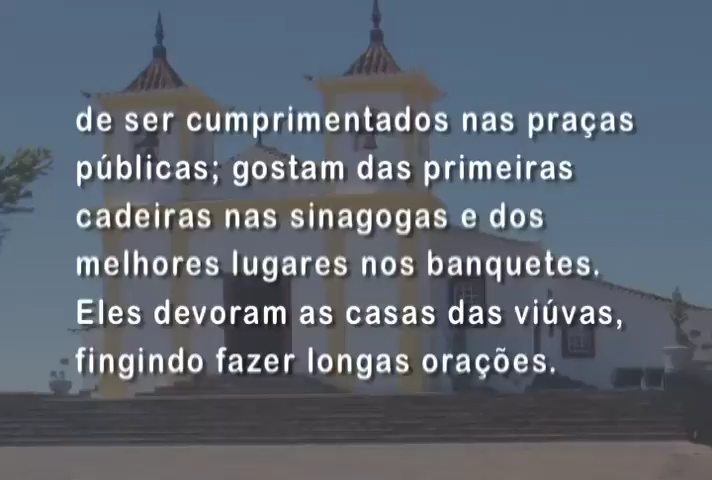 de ser cumprimentados nas praças
públicas; gostam das primeiras
cadeiras nas sinagogas e dos
melhores lugares nos banquetes.
Eles devoram as casas das viúvas,
fingindo fazer longas orações.